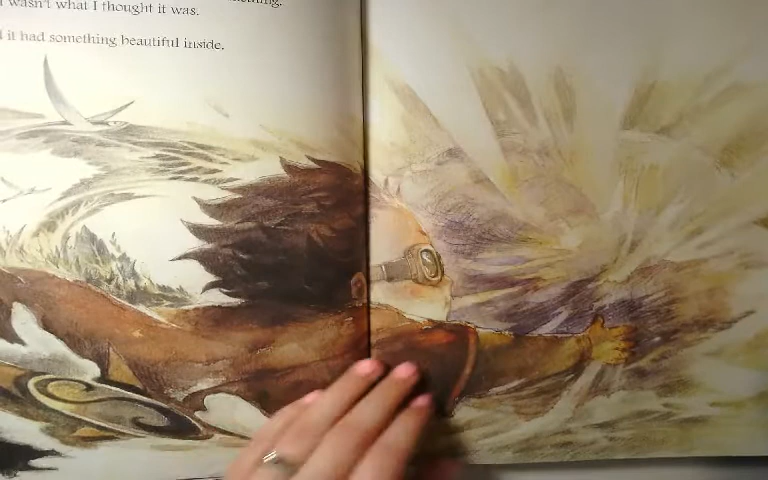 wasn't what I thought it was.
it had something beautiful inside.